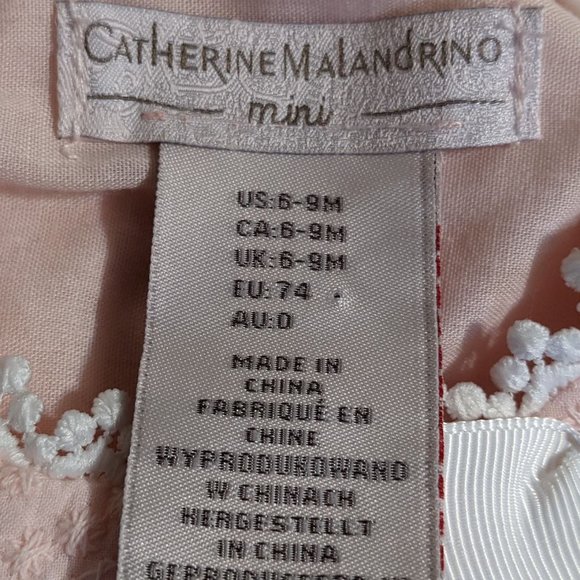 CATHERINE MALANDRINO
mini
US:6-9M
CA:6-9M
UK:6-9M
EU:74
AU:0
MADE IN
CHINA
FABRIQUÉ EN
CHINE
WYPRODUKOWANO
W CHINACH
HERGESTELLT
IN CHINA